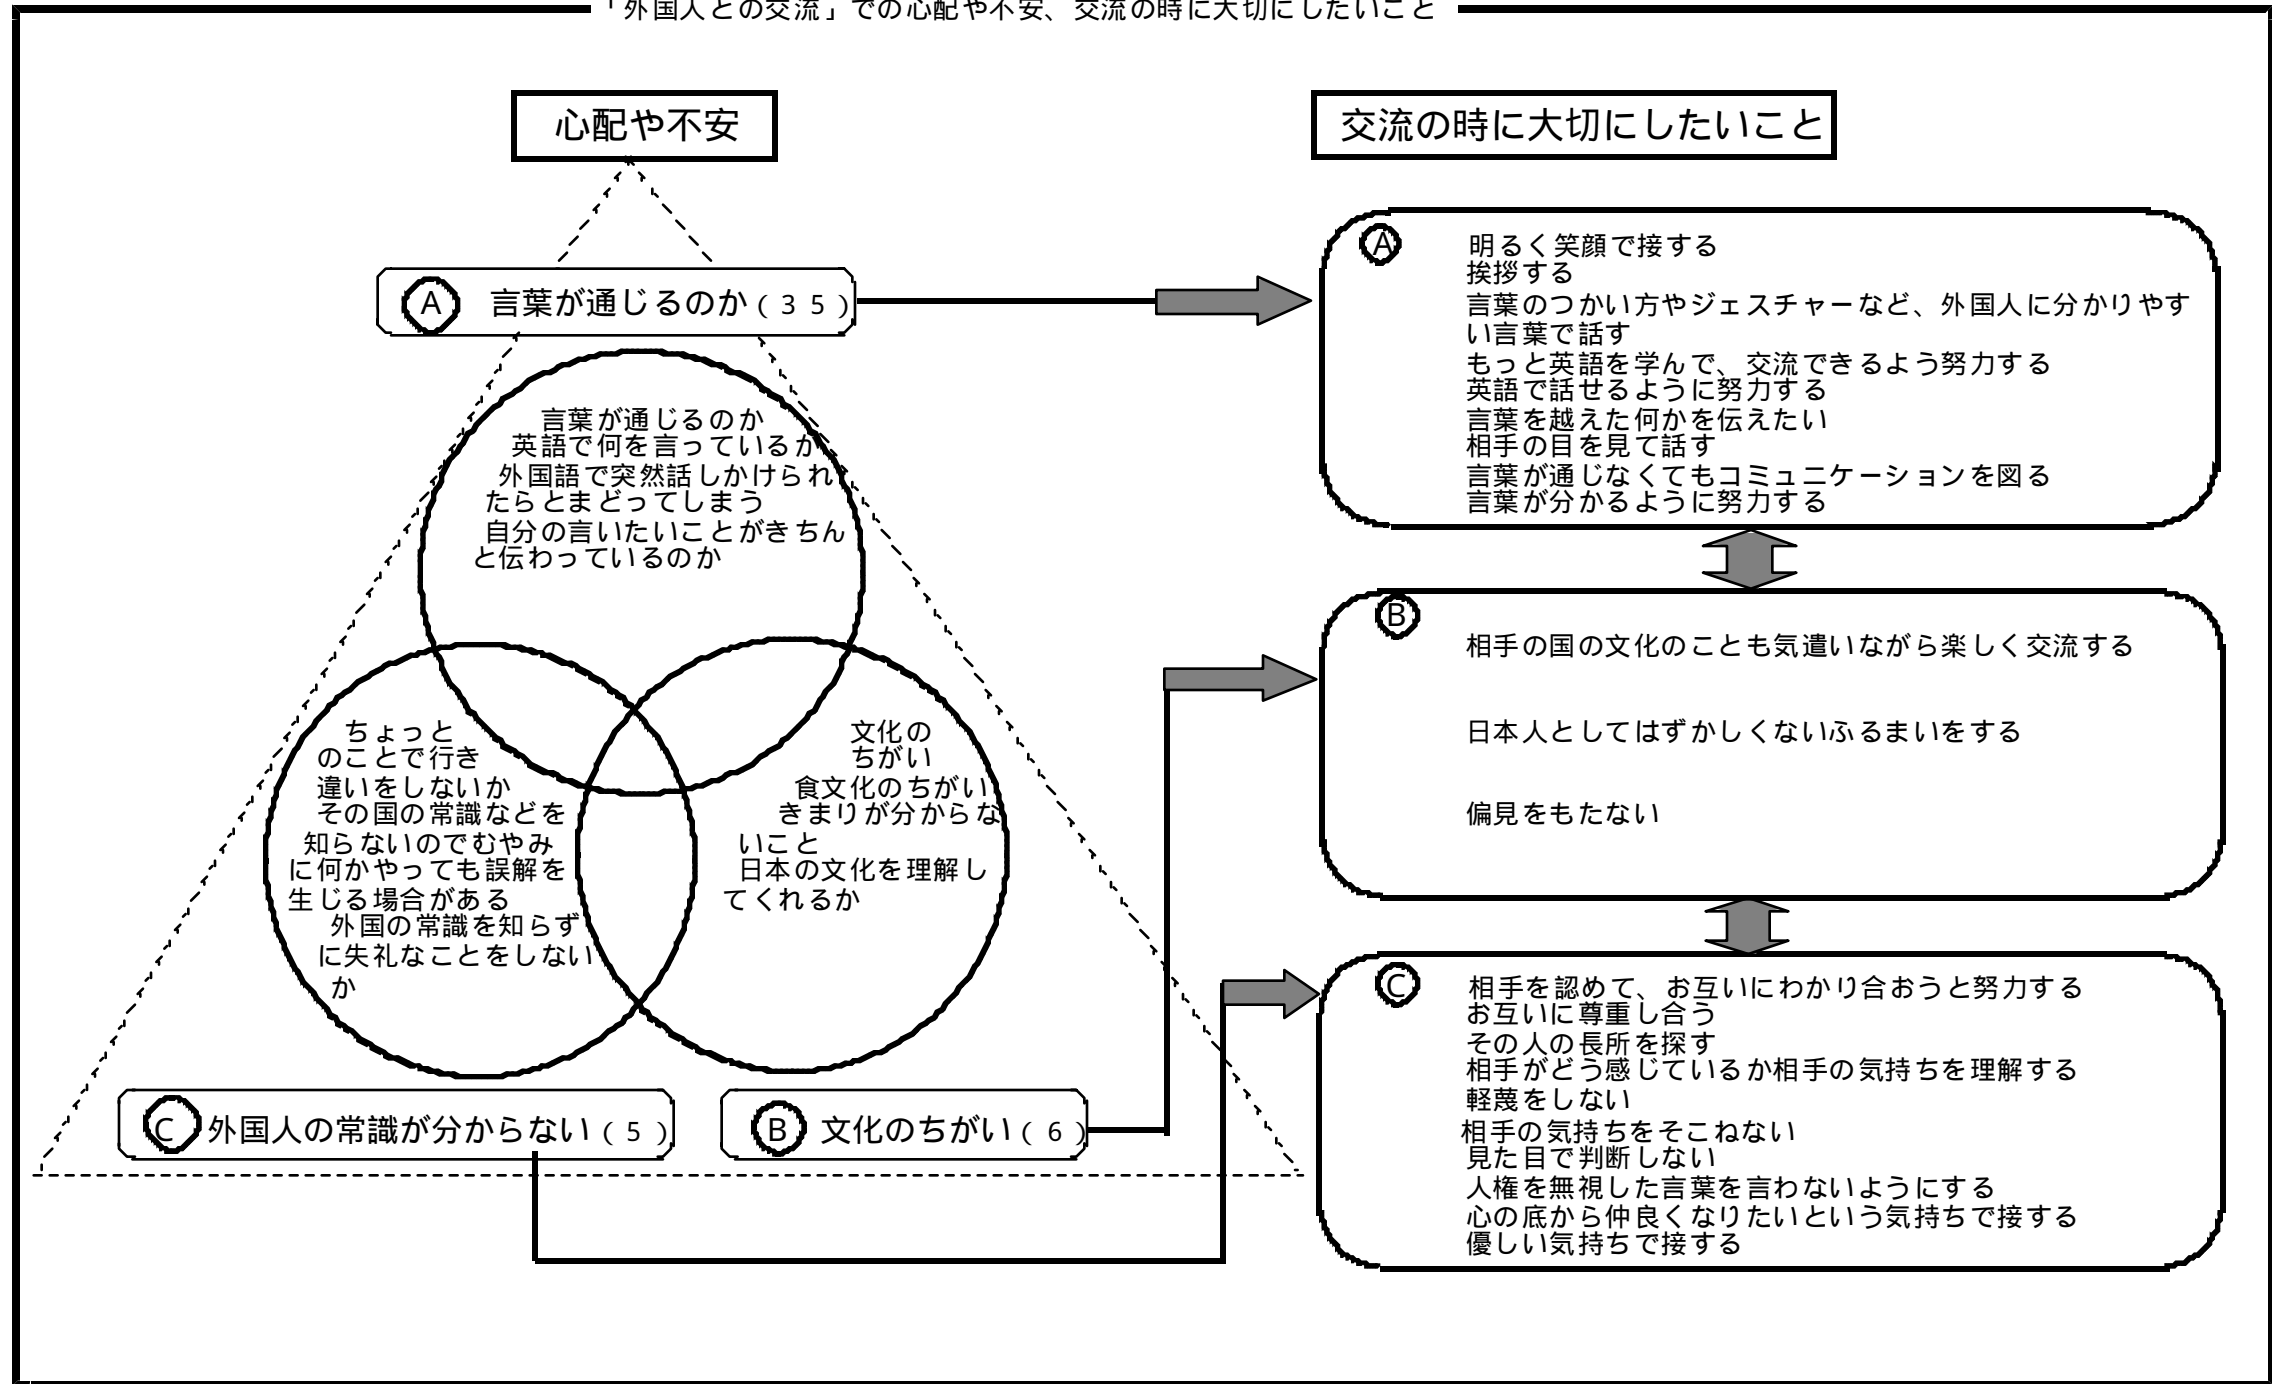 「外国人との交流」での心配や不安、交流の時に大切にしたいこと
心配や不安
A 言葉が通じるのか(35)
言葉が通じるのか
英語で何を言っているか
外国語で突然話しかけられ
たらとまどってしまう
自分の言いたいことがきちん
と伝わっているのか
ちょっと
のことで行き
違いをしないか
その国の常識などを
知らないのでむやみ
に何かやっても誤解を
生じる場合がある
外国の常識を知らず
に失礼なことをしない
か
文化の
ちがい
食文化のちがい
きまりが分からな
いこと
日本の文化を理解し
てくれるか
C 外国人の常識が分からない(5)
B 文化のちがい(6)
交流の時に大切にしたいこと
A 明るく笑顔で接する
挨拶する
言葉のつかい方やジェスチャーなど、外国人に分かりやす
い言葉で話す
もっと英語を学んで、交流できるよう努力する
英語で話せるように努力する
言葉を越えた何かを伝えたい
相手の目を見て話す
言葉が通じなくてもコミュニケーションを図る
言葉が分かるように努力する
B
相手の国の文化のことも気遣いながら楽しく交流する
日本人としてはずかしくないふるまいをする
偏見をもたない
C 相手を認めて、お互いにわかり合おうと努力する
お互いに尊重し合う
その人の長所を探す
相手がどう感じているか相手の気持ちを理解する
軽蔑をしない
相手の気持ちをそこねない
見た目で判断しない
人権を無視した言葉を言わないようにする
心の底から仲良くなりたいという気持ちで接する
優しい気持ちで接する